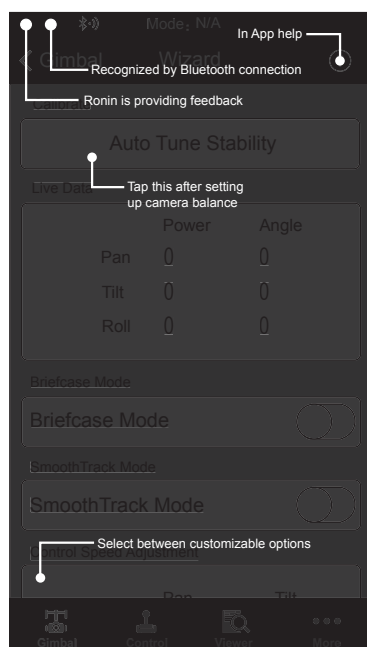 Mode: N/A
In App help
Gimbal Wizard
Recognized by Bluetooth connection
Ronin is providing feedback
Auto Tune Stability
Live Data
Tap this after setting
up camera balance
Power Angle
Pan 0 0
Tilt 0 0
Roll 0 0
Briefcase Mode
Briefcase Mode
SmoothTrack Mode
SmoothTrack Mode
Select between customizable options
Control Speed Adjustment
Pan Tilt
Gimbal Control Viewer More